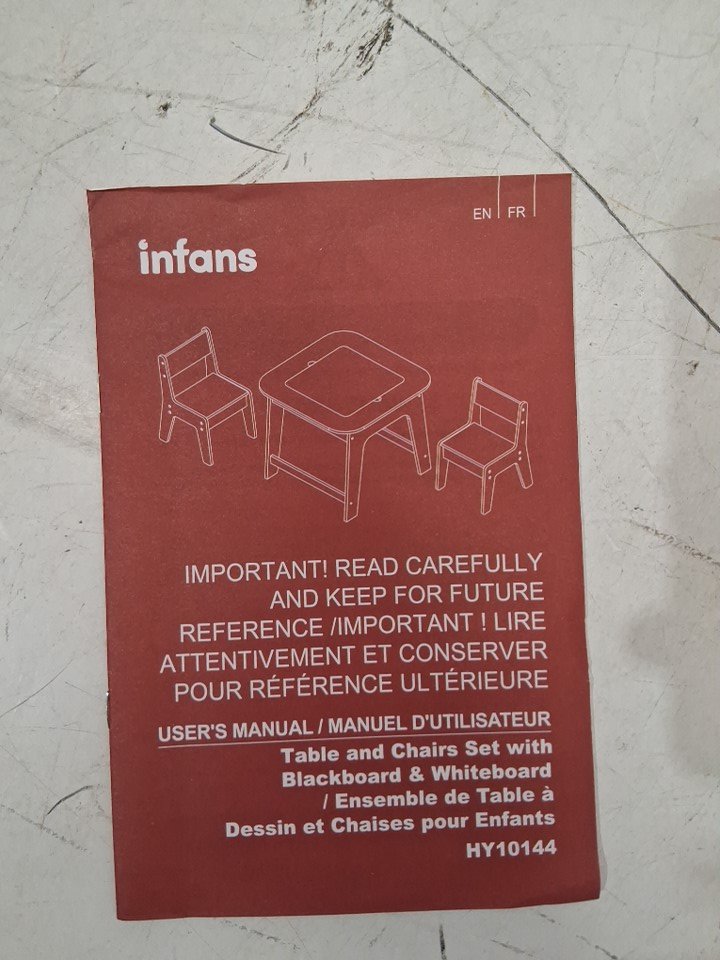 EN FR
infans
IMPORTANT! READ CAREFULLY
AND KEEP FOR FUTURE
REFERENCE /IMPORTANT ! LIRE
ATTENTIVEMENT ET CONSERVER
POUR RÉFÉRENCE ULTÉRIEURE
USER'S MANUAL / MANUEL D'UTILISATEUR
Table and Chairs Set with
Blackboard & Whiteboard
/ Ensemble de Table à
Dessin et Chaises pour Enfants
HY10144